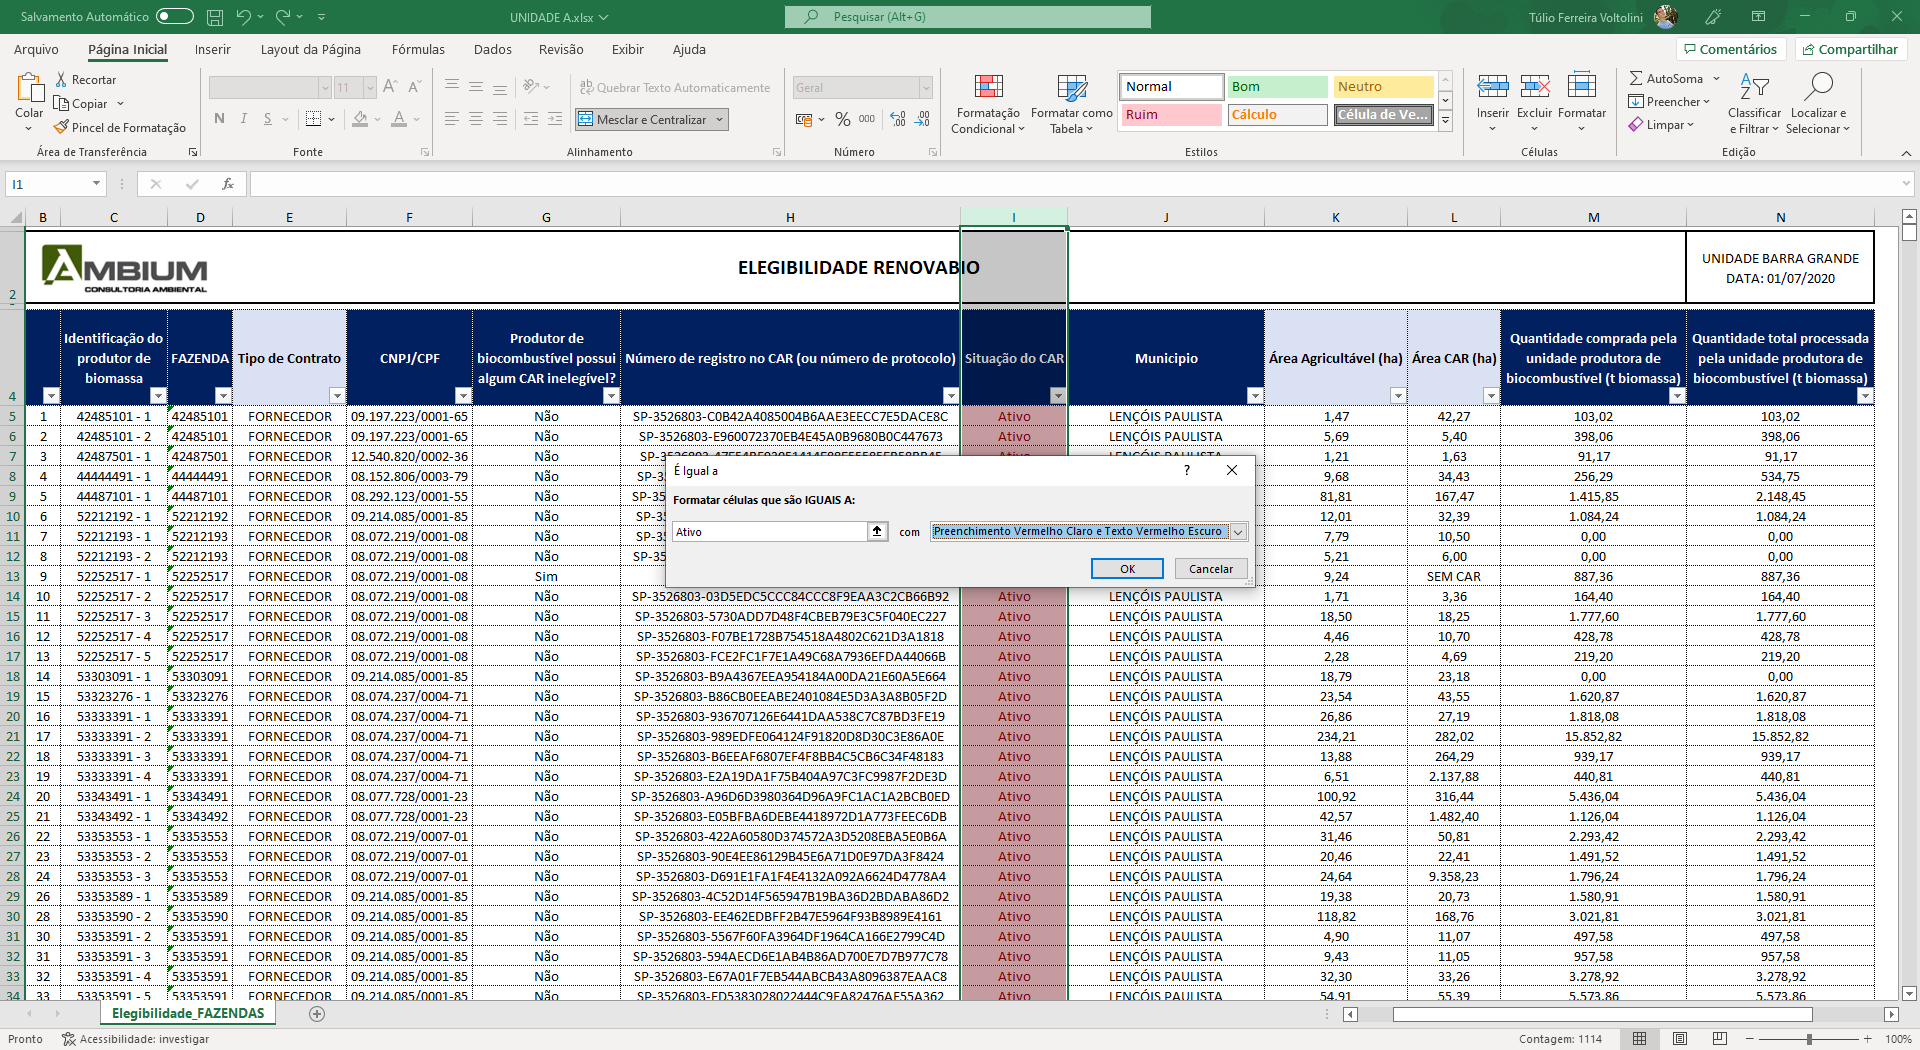 Salvamento Automático
UNIDADE A.xlsx
Pesquisar (Alt+G)
Túlio Ferreira Voltolini
Arquivo Página Inicial Inserir Layout da Página Fórmulas Dados Revisão Exibir Ajuda
Comentários Compartilhar
Colar
Recortar
Copiar
Pincel de Formatação
Área de Transferência
11
N I S
Fonte
Quebrar Texto Automaticamente
Mesclar e Centralizar
Alinhamento
Geral
% 000
Número
Formatação Condicional
Formatar como Tabela
Normal Bom Neutro
Ruim Cálculo Célula de Ve...
Estilos
Inserir Excluir Formatar
Células
AutoSoma
Preencher
Limpar
Classificar e Filtrar
Localizar e Selecionar
Edição
I1
fx
B C D E F G H I J K L M N
AMBIUM
CONSULTORIA AMBIENTAL
ELEGIBILIDADE RENOVABIO
UNIDADE BARRA GRANDE
DATA: 01/07/2020
2
4 Identificação do produtor de biomassa FAZENDA Tipo de Contrato CNPJ/CPF Produtor de biocombustível possui algum CAR inelegível? Número de registro no CAR (ou número de protocolo) Situação do CAR Municipio Área Agricultável (ha) Área CAR (ha) Quantidade comprada pela unidade produtora de biocombustível (t biomassa) Quantidade total processada pela unidade produtora de biocombustível (t biomassa)
5 1 42485101 - 1 42485101 FORNECEDOR 09.197.223/0001-65 Não SP-3526803-C0B42A4085004B6AAE3EECC7E5DACE8C Ativo LENÇÓIS PAULISTA 1,47 42,27 103,02 103,02
6 2 42485101 - 2 42485101 FORNECEDOR 09.197.223/0001-65 Não SP-3526803-E960072370EB4E45A0B9680B0C447673 Ativo LENÇÓIS PAULISTA 5,69 5,40 398,06 398,06
7 3 42487501 - 1 42487501 FORNECEDOR 12.540.820/0002-36 Não 1,21 1,63 91,17 91,17
8 4 44444491 - 1 44444491 FORNECEDOR 08.152.806/0003-79 Não SP-3 9,68 34,43 256,29 534,75
9 5 44487101 - 1 44487101 FORNECEDOR 08.292.123/0001-55 Não SP-35 81,81 167,47 1.415,85 2.148,45
10 6 52212192 - 1 52212192 FORNECEDOR 09.214.085/0001-85 Não SP-3 12,01 32,39 1.084,24 1.084,24
11 7 52212193 - 1 52212193 FORNECEDOR 08.072.219/0001-08 Não SP-3 7,79 10,50 0,00 0,00
12 8 52212193 - 2 52212193 FORNECEDOR 08.072.219/0001-08 Não SP-35 5,21 6,00 0,00 0,00
13 9 52252517 - 1 52252517 FORNECEDOR 08.072.219/0001-08 Sim 9,24 SEM CAR 887,36 887,36
14 10 52252517 - 2 52252517 FORNECEDOR 08.072.219/0001-08 Não SP-3526803-03D5EDC5CCC84CCC8F9EAA3C2CB66B92 Ativo LENÇÓIS PAULISTA 1,71 3,36 164,40 164,40
15 11 52252517 - 3 52252517 FORNECEDOR 08.072.219/0001-08 Não SP-3526803-5730ADD7D48F4CBEB79E3C5F040EC227 Ativo LENÇÓIS PAULISTA 18,50 18,25 1.777,60 1.777,60
16 12 52252517 - 4 52252517 FORNECEDOR 08.072.219/0001-08 Não SP-3526803-F07BE1728B754518A4802C621D3A1818 Ativo LENÇÓIS PAULISTA 4,46 10,70 428,78 428,78
17 13 52252517 - 5 52252517 FORNECEDOR 08.072.219/0001-08 Não SP-3526803-FCE2FC1F7E1A49C68A7936EFDA44066B Ativo LENÇÓIS PAULISTA 2,28 4,69 219,20 219,20
18 14 53303091 - 1 53303091 FORNECEDOR 09.214.085/0001-85 Não SP-3526803-B9A4367EEA954184A00DA21E60A5E664 Ativo LENÇÓIS PAULISTA 18,79 23,18 0,00 0,00
19 15 53323276 - 1 53323276 FORNECEDOR 08.074.237/0004-71 Não SP-3526803-B86CB0EEABE2401084E5D3A3A8B05F2D Ativo LENÇÓIS PAULISTA 23,54 43,55 1.620,87 1.620,87
20 16 53333391 - 1 53333391 FORNECEDOR 08.074.237/0004-71 Não SP-3526803-936707126E6441DAA538C7C87BD3FE19 Ativo LENÇÓIS PAULISTA 26,86 27,19 1.818,08 1.818,08
21 17 53333391 - 2 53333391 FORNECEDOR 08.074.237/0004-71 Não SP-3526803-989EDFE064124F91820D8D30C3E86A0E Ativo LENÇÓIS PAULISTA 234,21 282,02 15.852,82 15.852,82
22 18 53333391 - 3 53333391 FORNECEDOR 08.074.237/0004-71 Não SP-3526803-B6EEAF6807EF4F8BB4C5CB6C34F48183 Ativo LENÇÓIS PAULISTA 13,88 264,29 939,17 939,17
23 19 53333391 - 4 53333391 FORNECEDOR 08.074.237/0004-71 Não SP-3526803-E2A19DA1F75B404A97C3FC9987F2DE3D Ativo LENÇÓIS PAULISTA 6,51 2.137,88 440,81 440,81
24 20 53343491 - 1 53343491 FORNECEDOR 08.077.728/0001-23 Não SP-3526803-A96D6D3980364D96A9FC1AC1A2BCB0ED Ativo LENÇÓIS PAULISTA 100,92 316,44 5.436,04 5.436,04
25 21 53343492 - 1 53343492 FORNECEDOR 08.077.728/0001-23 Não SP-3526803-E05BFBA6DEBE4418972D1A773FEEC6DB Ativo LENÇÓIS PAULISTA 42,57 1.482,40 1.126,04 1.126,04
26 22 53353553 - 1 53353553 FORNECEDOR 08.072.219/0007-01 Não SP-3526803-422A60580D374572A3D5208EBA5E0B6A Ativo LENÇÓIS PAULISTA 31,46 50,81 2.293,42 2.293,42
27 23 53353553 - 2 53353553 FORNECEDOR 08.072.219/0007-01 Não SP-3526803-90E4EE86129B45E6A71D0E97DA3F8424 Ativo LENÇÓIS PAULISTA 20,46 22,41 1.491,52 1.491,52
28 24 53353553 - 3 53353553 FORNECEDOR 08.072.219/0007-01 Não SP-3526803-D691E1FA1F4E4132A092A6624D4778A4 Ativo LENÇÓIS PAULISTA 24,64 9.358,23 1.796,24 1.796,24
29 26 53353589 - 1 53353589 FORNECEDOR 09.214.085/0001-85 Não SP-3526803-4C52D14F565947B19BA36D2BDABA86D2 Ativo LENÇÓIS PAULISTA 19,38 20,73 1.580,91 1.580,91
30 28 53353590 - 2 53353590 FORNECEDOR 09.214.085/0001-85 Não SP-3526803-EE462EDBFF2B47E5964F93B8989E4161 Ativo LENÇÓIS PAULISTA 118,82 168,76 3.021,81 3.021,81
31 30 53353591 - 2 53353591 FORNECEDOR 09.214.085/0001-85 Não SP-3526803-5567F60FA3964DF1964CA166E2799C4D Ativo LENÇÓIS PAULISTA 4,90 11,07 497,58 497,58
32 31 53353591 - 3 53353591 FORNECEDOR 09.214.085/0001-85 Não SP-3526803-594AECD6E1AB4B86AD700E7D7B977C78 Ativo LENÇÓIS PAULISTA 9,43 11,05 957,58 957,58
33 32 53353591 - 4 53353591 FORNECEDOR 09.214.085/0001-85 Não SP-3526803-E67A01F7EB544ABCB43A8096387EAAC8 Ativo LENÇÓIS PAULISTA 32,30 33,26 3.278,92 3.278,92
34 33 53353591 - 5 53353591 FORNECEDOR 09.214.085/0001-85 Não SP-3526803-FD5383028022444C9FA82476AF55A362 Ativo LENÇÓIS PAULISTA 54,91 55,39 5.573,86 5.573,86
É Igual a
?
Formatar células que são IGUAIS A:
Ativo com Preenchimento Vermelho Claro e Texto Vermelho Escuro
OK Cancelar
Elegibilidade_FAZENDAS
Pronto Acessibilidade: investigar Contagem: 1114 100%